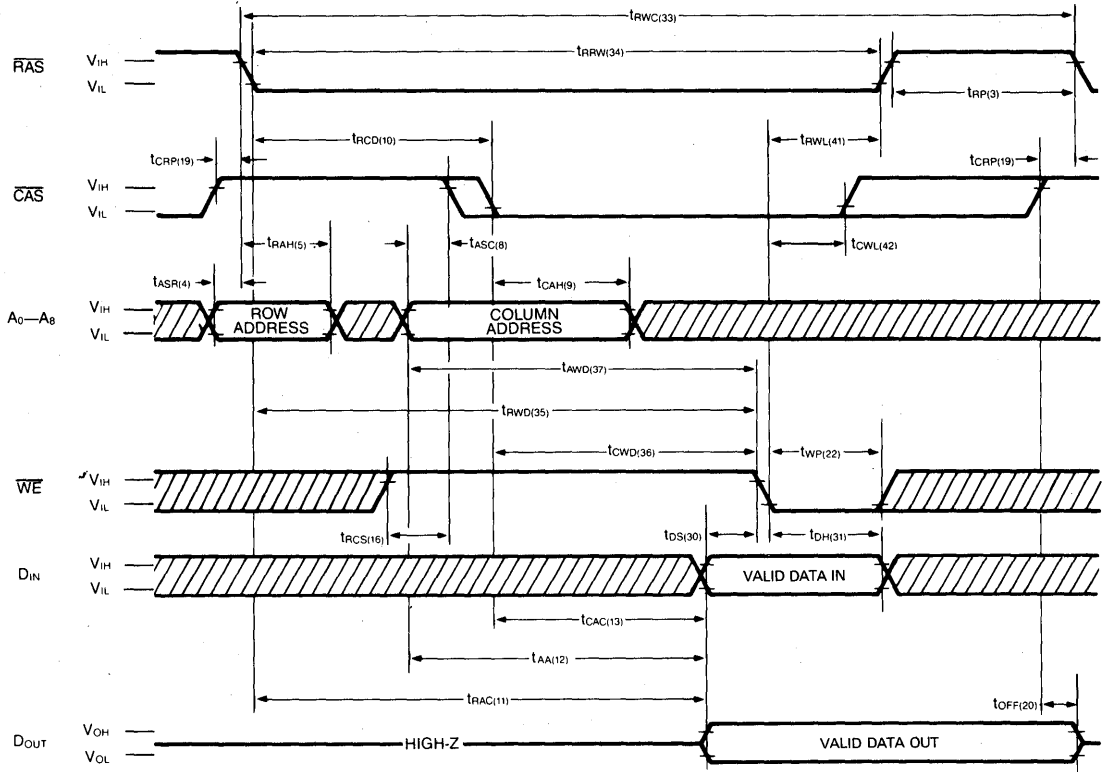 tRWC(33)
tRRW(34)
RAS
VIH
VIL
tRP(3)
tRCD(10)
tRWL(41)
tCRP(19)
tCRP(19)
CAS
VIH
VIL
tRAH(5)
tASC(8)
tCWL(42)
tASR(4)
tCAH(9)
A0—A8
VIH
VIL
ROW ADDRESS
COLUMN ADDRESS
tAWD(37)
tRWD(35)
tCWD(36)
tWP(22)
WE
VIH
VIL
tRCS(16)
tDS(30)
tDH(31)
DIN
VIH
VIL
VALID DATA IN
tCAC(13)
tAA(12)
tRAC(11)
tOFF(20)
DOUT
VOH
VOL
HIGH-Z
VALID DATA OUT